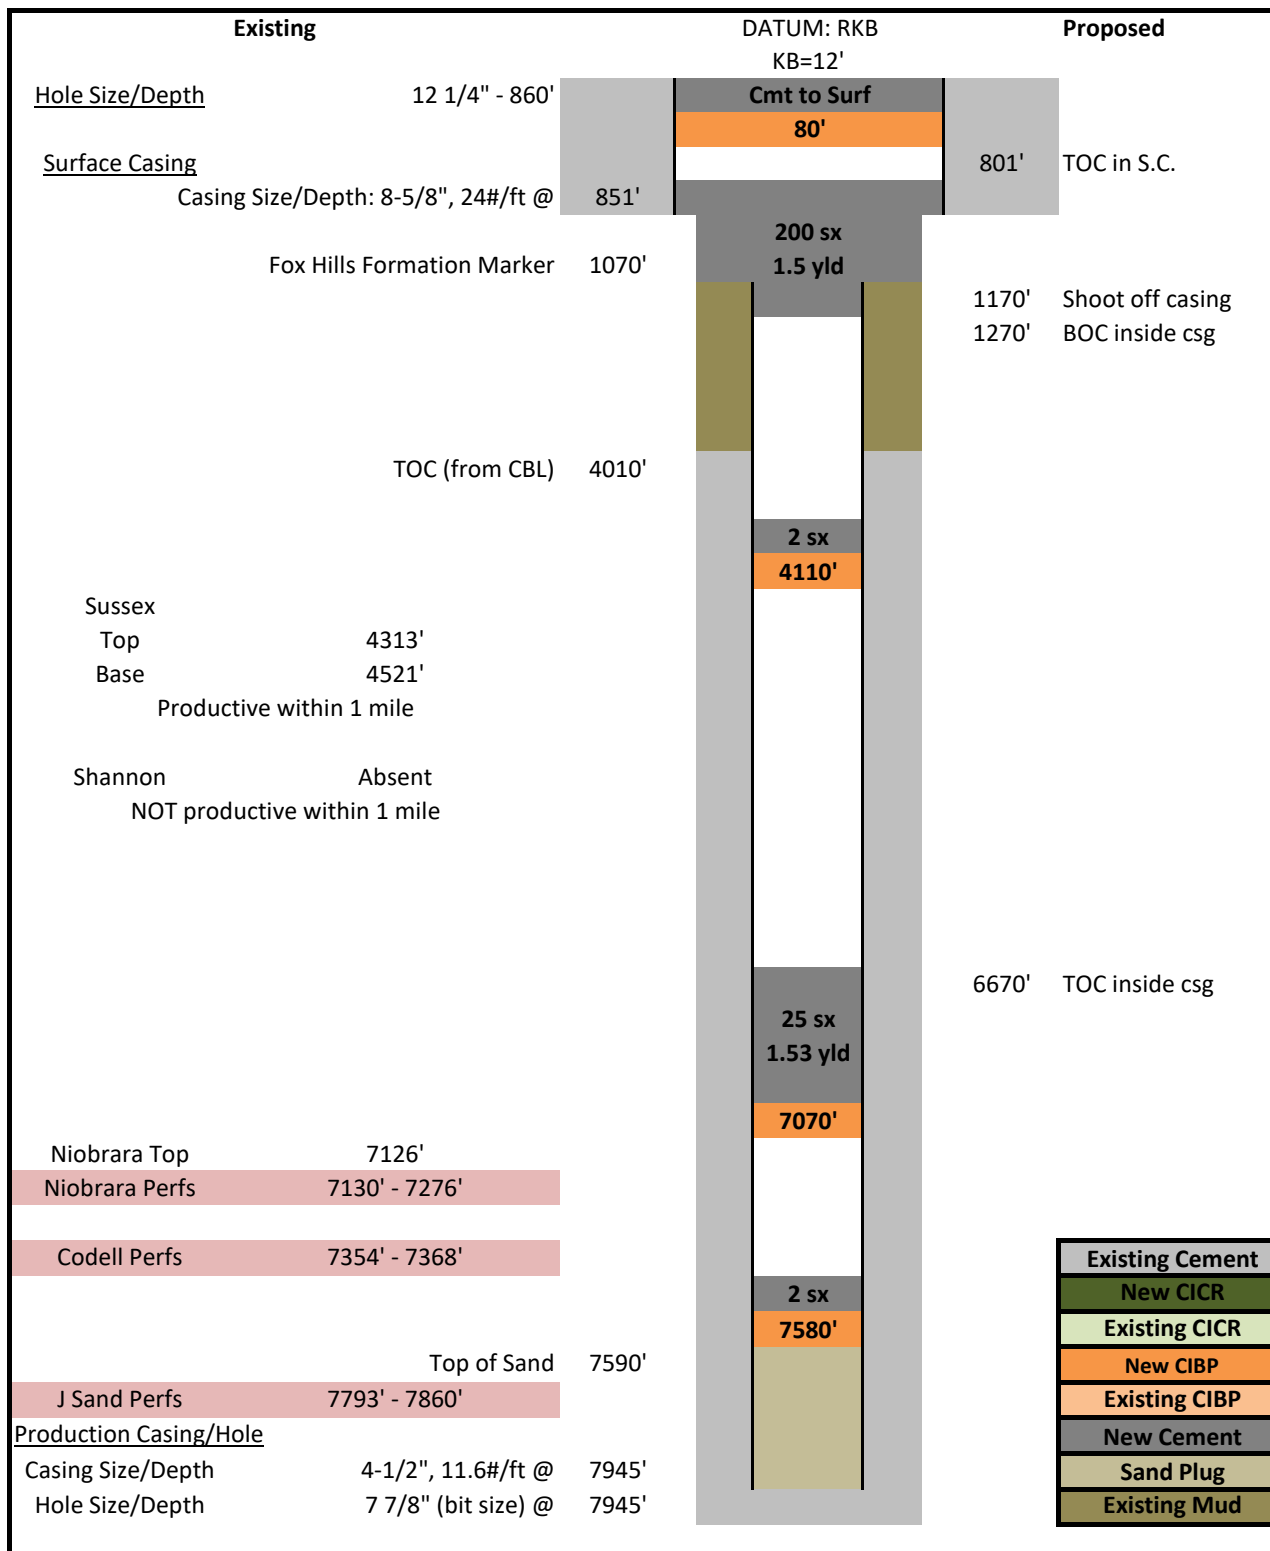 Existing DATUM: RKB Proposed
KB=12'
Hole Size/Depth 12 1/4" - 860' Cmt to Surf
80'
Surface Casing 801' TOC in S.C.
Casing Size/Depth: 8-5/8", 24#/ft @ 851'
200 sx
Fox Hills Formation Marker 1070' 1.5 yld
1170' Shoot off casing
1270' BOC inside csg
TOC (from CBL) 4010'
2 sx
4110'
Sussex
Top 4313'
Base 4521'
Productive within 1 mile
Shannon Absent
NOT productive within 1 mile
6670' TOC inside csg
25 sx
1.53 yld
7070'
Niobrara Top 7126'
Niobrara Perfs 7130' - 7276'
Codell Perfs 7354' - 7368' Existing Cement
2 sx New CICR
7580' Existing CICR
Top of Sand 7590' New CIBP
J Sand Perfs 7793' - 7860' Existing CIBP
Production Casing/Hole New Cement
Casing Size/Depth 4-1/2", 11.6#/ft @ 7945' Sand Plug
Hole Size/Depth 7 7/8" (bit size) @ 7945' Existing Mud